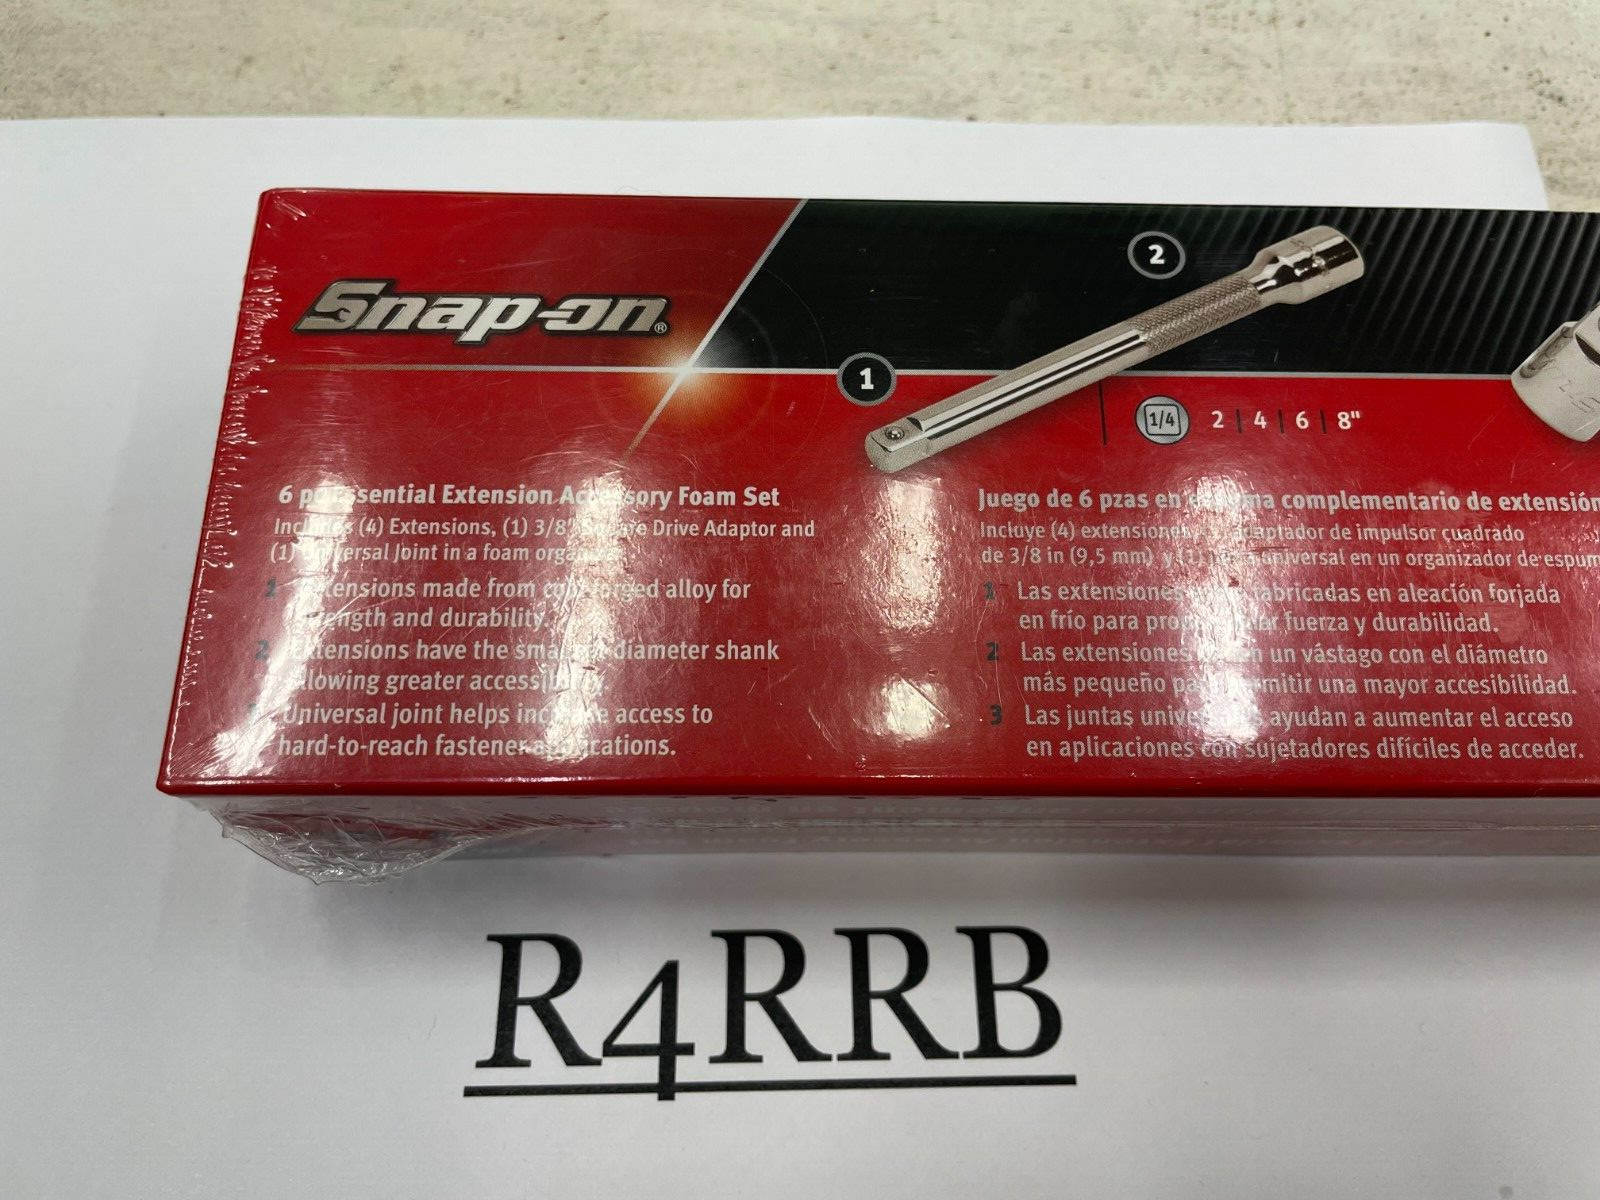 Snap-on®
2
1
1/4 2 | 4 | 6 | 8"
6 pc Essential Extension Accessory Foam Set
Includes (4) Extensions, (1) 3/8" Square Drive Adaptor and
(1) Universal Joint in a foam organizer
1 Extensions made from cold forged alloy for
strength and durability.
2 Extensions have the smallest diameter shank
allowing greater accessibility.
Universal joint helps increase access to
hard-to-reach fastener applications.
Juego de 6 pzas en complementario de extensión
Incluye (4) extensiones, adaptador de impulsor cuadrado
de 3/8 in (9,5 mm) y (1) universal en un organizador de
1 Las extensiones fabricadas en aleación forjada
en frío para fuerza y durabilidad.
2 Las extensiones un vástago con el diámetro
más pequeño para permitir una mayor accesibilidad.
3 Las juntas universales ayudan a aumentar el acceso
en aplicaciones con sujetadores difíciles de acceder.
R4RRB